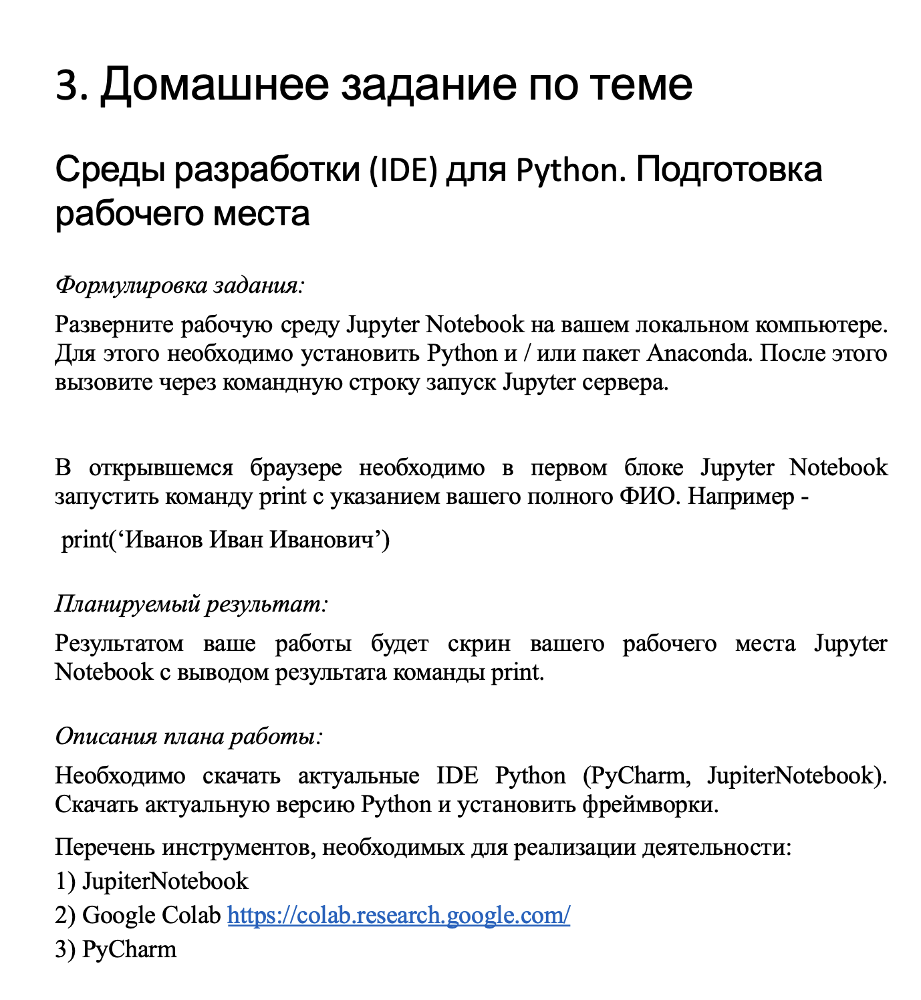 3. Домашнее задание по теме
Среды разработки (IDE) для Python. Подготовка
рабочего места
Формулировка задания:
Разверните рабочую среду Jupyter Notebook на вашем локальном компьютере.
Для этого необходимо установить Python и / или пакет Anaconda. После этого
вызовите через командную строку запуск Jupyter сервера.
В открывшемся браузере необходимо в первом блоке Jupyter Notebook
запустить команду print с указанием вашего полного ФИО. Например -
print(‘Иванов Иван Иванович’)
Планируемый результат:
Результатом ваше работы будет скрин вашего рабочего места Jupyter
Notebook с выводом результата команды print.
Описания плана работы:
Необходимо скачать актуальные IDE Python (PyCharm, JupiterNotebook).
Скачать актуальную версию Python и установить фреймворки.
Перечень инструментов, необходимых для реализации деятельности:
1) JupiterNotebook
2) Google Colab https://colab.research.google.com/
3) PyCharm